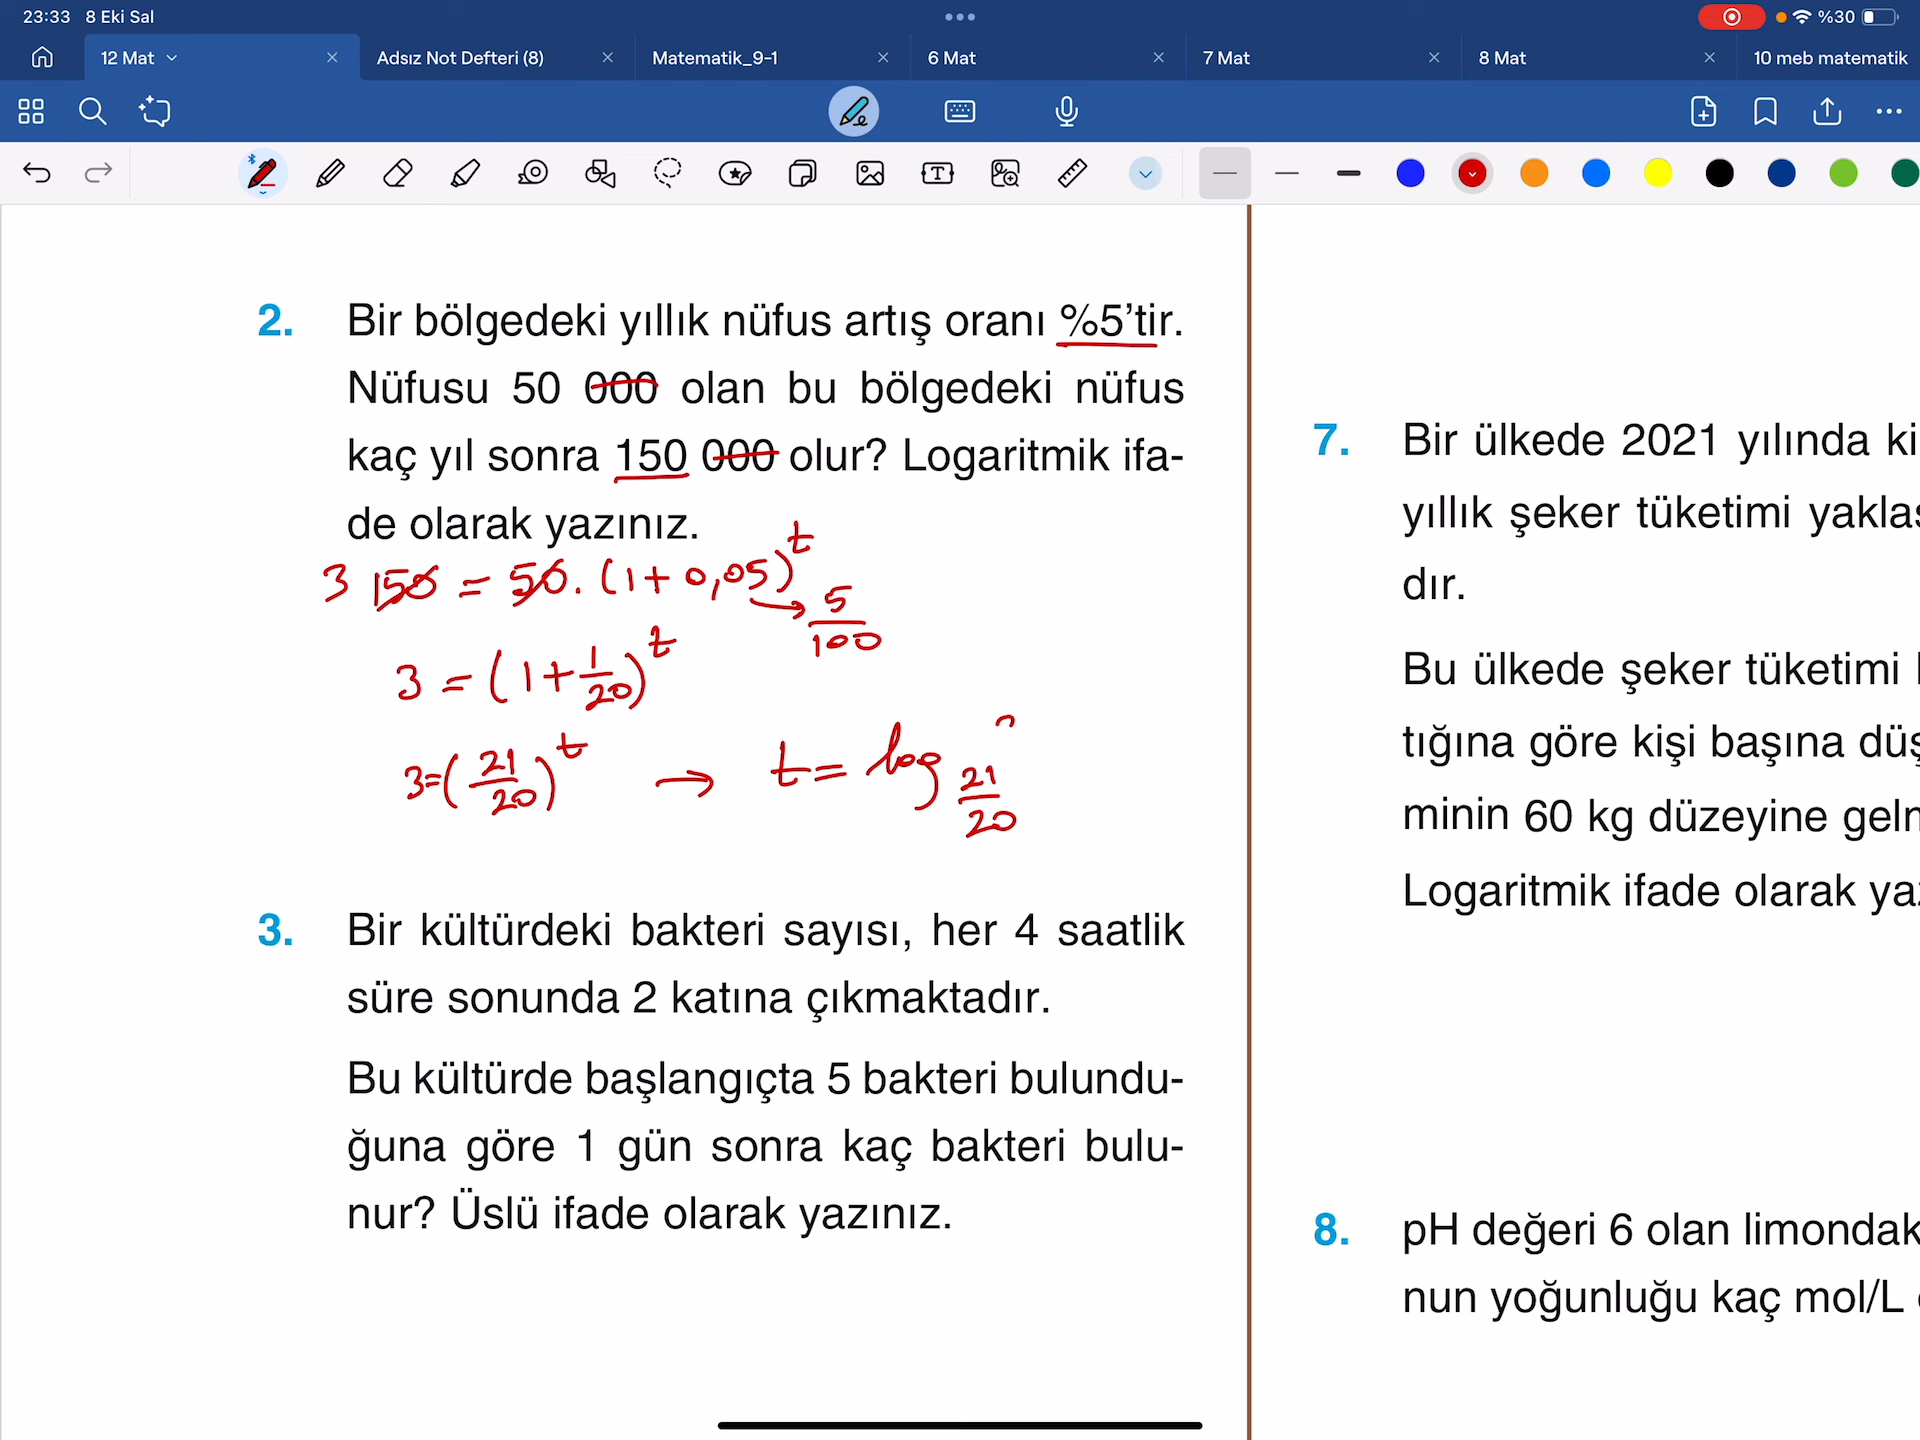 23:33 8 Eki Sal
%30
12 Mat
Adsız Not Defteri (8)
Matematik_9-1
6 Mat
7 Mat
8 Mat
10 meb matematik
2. Bir bölgedeki yıllık nüfus artış oranı %5'tir.
Nüfusu 50 000 olan bu bölgedeki nüfus
kaç yıl sonra 150 000 olur? Logaritmik ifa-
de olarak yazınız.
3 150 = 50 . (1 + 0,05)^t
5/100
3 = (1 + 1/20)^t
3 = (21/20)^t → t = log 21/20
3. Bir kültürdeki bakteri sayısı, her 4 saatlik
süre sonunda 2 katına çıkmaktadır.
Bu kültürde başlangıçta 5 bakteri bulundu-
ğuna göre 1 gün sonra kaç bakteri bulu-
nur? Üslü ifade olarak yazınız.
7. Bir ülkede 2021 yılında ki
yıllık şeker tüketimi yaklaş
dır.
Bu ülkede şeker tüketimi
tığına göre kişi başına düş
minin 60 kg düzeyine geln
Logaritmik ifade olarak ya
8. pH değeri 6 olan limondak
nun yoğunluğu kaç mol/L